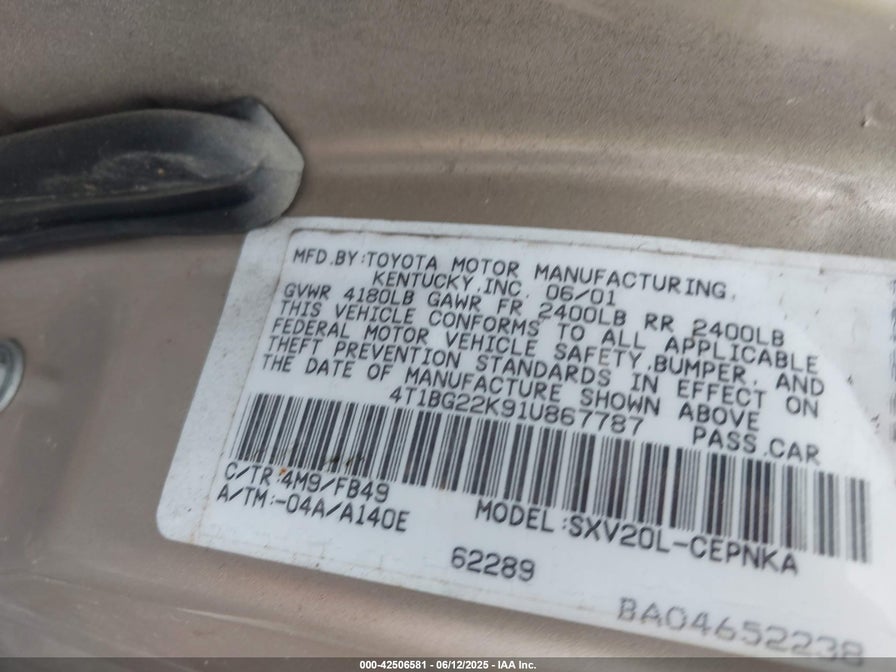 MFD.BY:TOYOTA MOTOR MANUFACTURING,
KENTUCKY,INC. 06/01
GVWR 4180LB GAWR FR 2400LB RR 2400LB
THIS VEHICLE CONFORMS TO ALL APPLICABLE
FEDERAL MOTOR VEHICLE SAFETY,BUMPER, AND
THEFT PREVENTION STANDARDS IN EFFECT ON
THE DATE OF MANUFACTURE SHOWN ABOVE
4T1BG22K91U867787 PASS.CAR
C/TR:4M9/FB49
A/TM:-04A/A140E MODEL:SXV20L-CEPNKA
62289
BA04652238
000-42506581 - 06/12/2025 - IAA Inc.